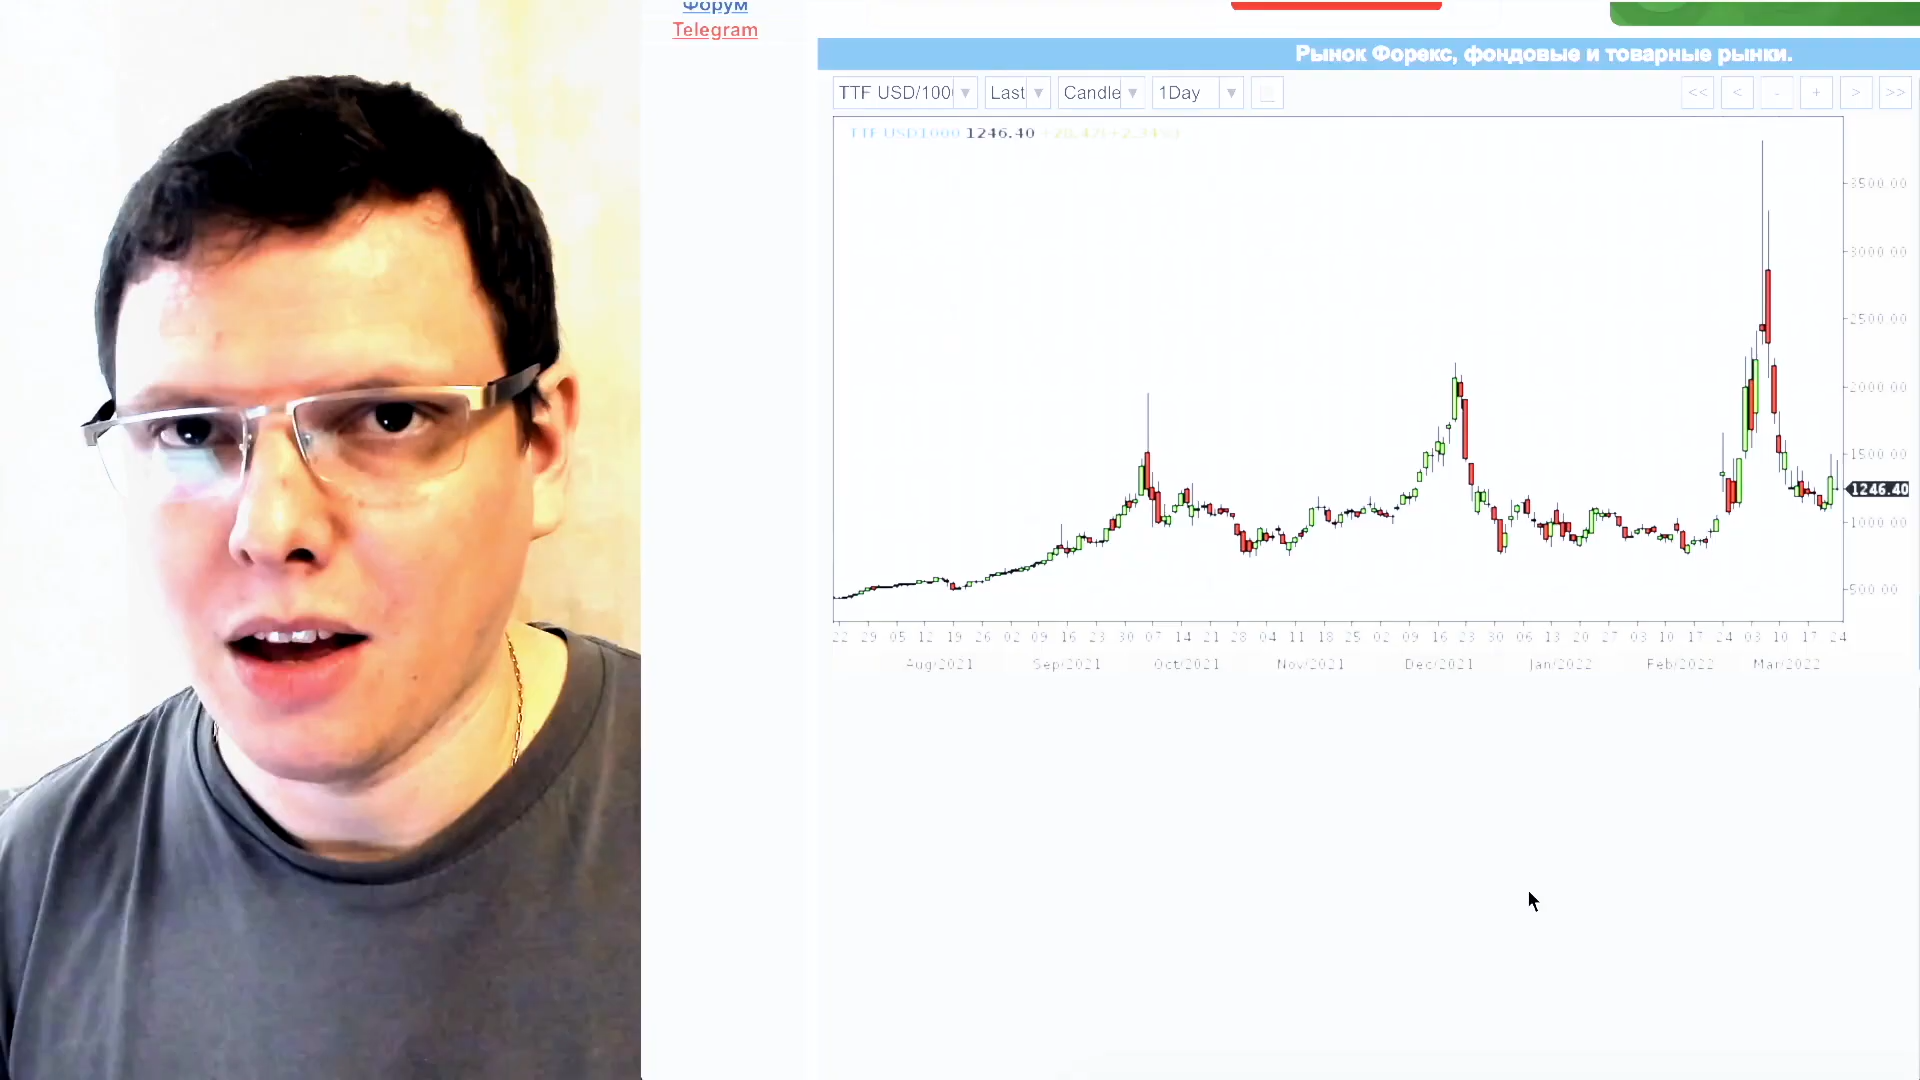 Форум
Telegram
Рынок Форекс, фондовые и товарные рынки.
TTF USD/100 Last Candle 1Day << < - + > >>
TTF USD1000 1246.40
3500.00
3000.00
2500.00
2000.00
1500.00
1246.40
1000.00
500.00
22 29 05 12 19 26 02 09 16 23 30 07 14 21 28 04 11 18 25 02 09 16 23 30 06 13 20 27 03 10 17 24 03 10 17 24
Aug/2021 Sep/2021 Oct/2021 Nov/2021 Dec/2021 Jan/2022 Feb/2022 Mar/2022